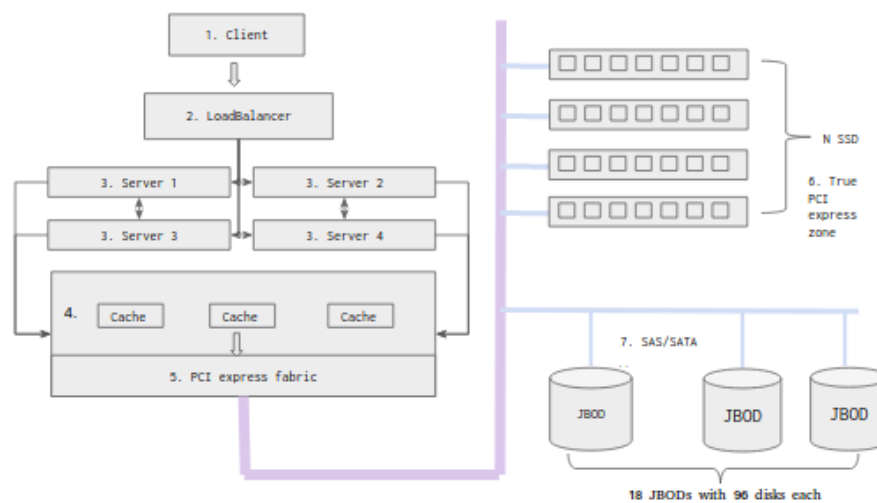 1. Client
2. LoadBalancer
3. Server 1
3. Server 2
3. Server 3
3. Server 4
4.
Cache
Cache
Cache
5. PCI express fabric
N SSD
6. True
PCI
express
zone
7. SAS/SATA
JBOD
JBOD
JBOD
18 JBODs with 96 disks each